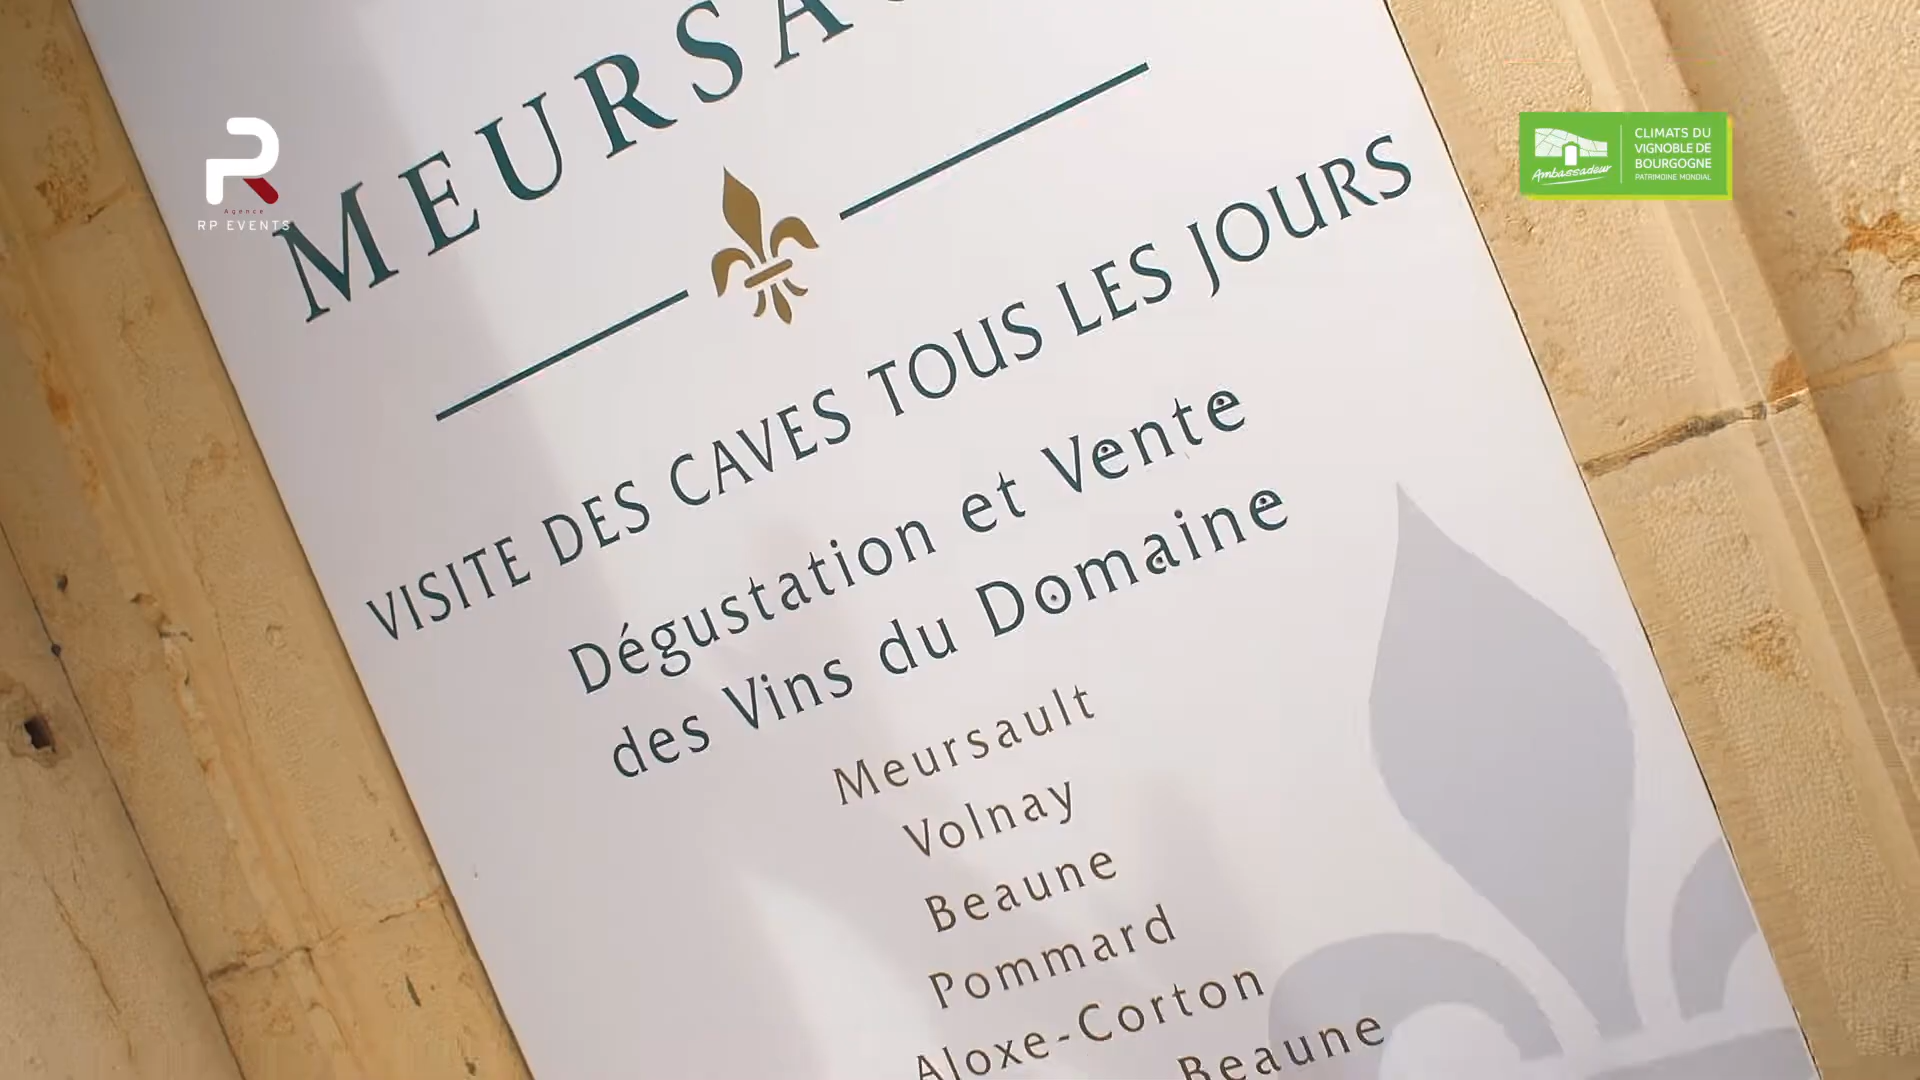 MEURSA
VISITE DES CAVES TOUS LES JOURS
Dégustation et Vente
des Vins du Domaine
Meursault
Volnay
Beaune
Pommard
Aloxe-Corton
Beaune
Agence
RP EVENTS
Ambassadeur
CLIMATS DU
VIGNOBLE DE
BOURGOGNE
PATRIMOINE MONDIAL